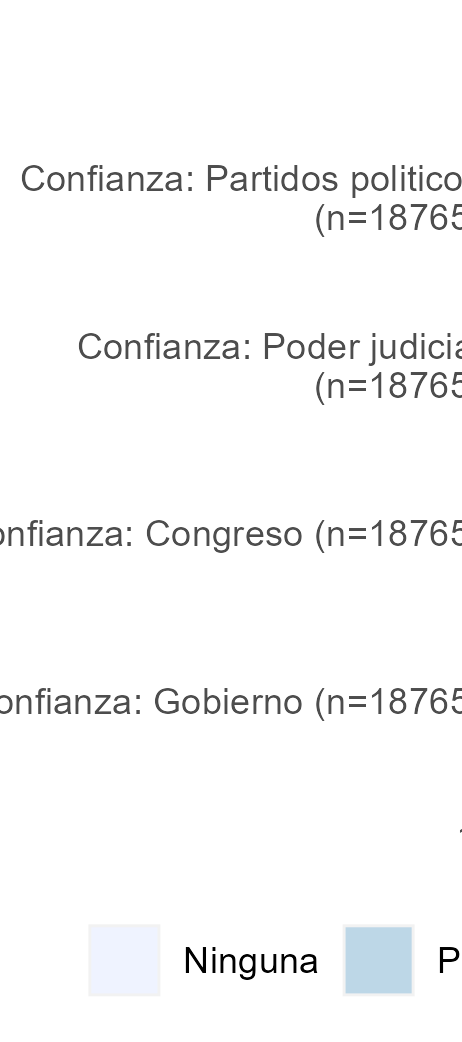 Confianza: Partidos politico
(n=18765
Confianza: Poder judicia
(n=18765
onfianza: Congreso (n=18765
onfianza: Gobierno (n=18765
Ninguna P